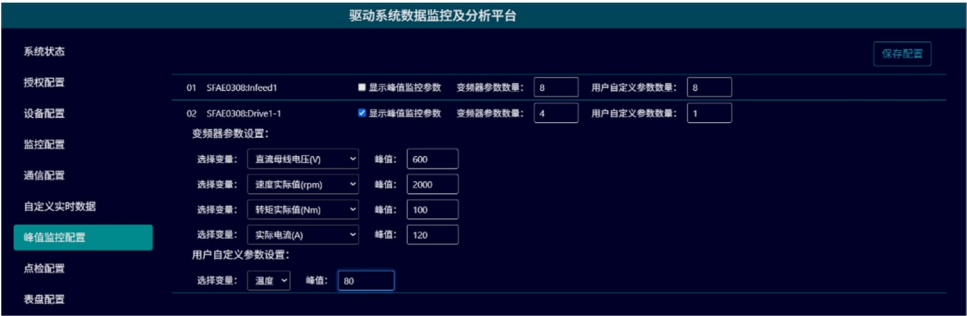 驱动系统数据监控及分析平台
系统状态
保存配置
授权配置
01 SFAE0308:Infeed1 显示峰值监控参数 变频器参数数量： 8 用户自定义参数数量： 8
设备配置
02 SFAE0308:Drive1-1 显示峰值监控参数 变频器参数数量： 4 用户自定义参数数量： 1
变频器参数设置：
监控配置
选择变量： 直流母线电压(V) 峰值： 600
通信配置
选择变量： 速度实际值(rpm) 峰值： 2000
自定义实时数据
选择变量： 转矩实际值(Nm) 峰值： 100
峰值监控配置
选择变量： 实际电流(A) 峰值： 120
用户自定义参数设置：
点检配置
选择变量： 温度 峰值： 80
表盘配置